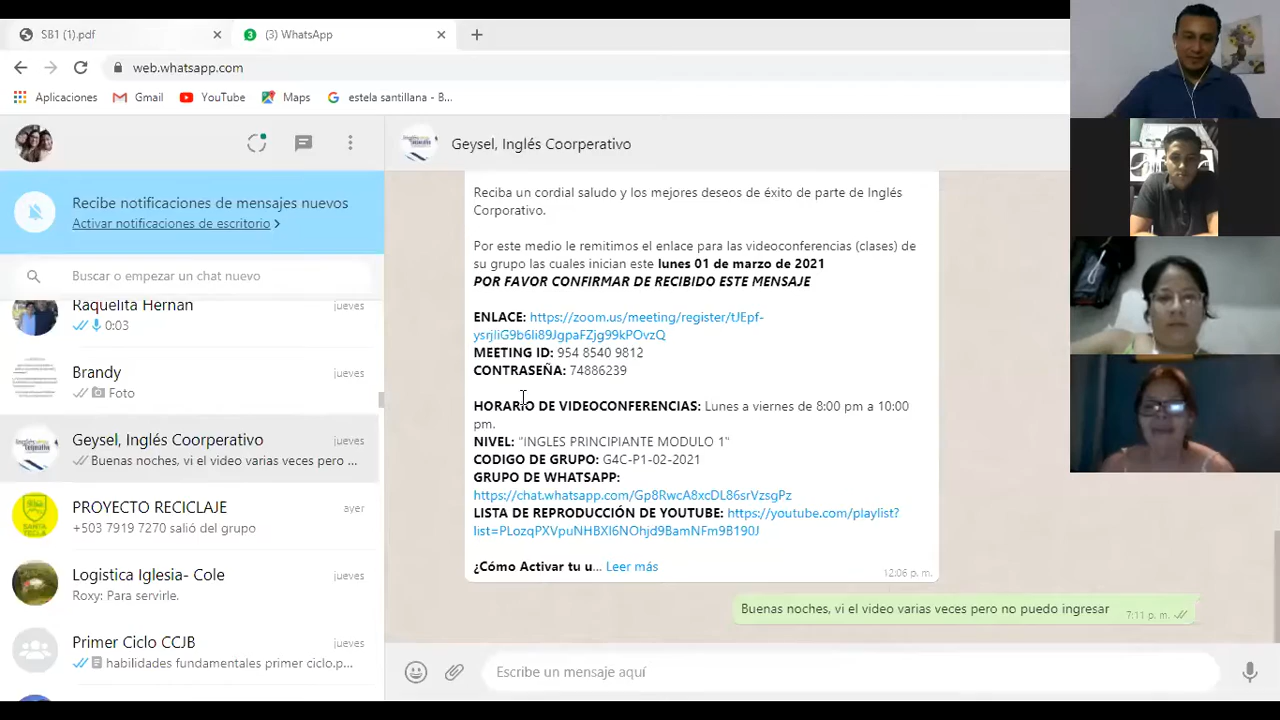 SB1 (1).pdf
(3) WhatsApp
web.whatsapp.com
Aplicaciones
Gmail
YouTube
Maps
estela santillana - B...
Recibe notificaciones de mensajes nuevos
Activar notificaciones de escritorio >
Buscar o empezar un chat nuevo
Raquelita Hernan
jueves
0:03
Brandy
jueves
Foto
Geysel, Inglés Coorperativo
jueves
Buenas noches, vi el video varias veces pero ...
PROYECTO RECICLAJE
ayer
+503 7919 7270 salió del grupo
Logistica Iglesia- Cole
jueves
Roxy: Para servirle.
Primer Ciclo CCJB
jueves
habilidades fundamentales primer ciclo.p...
jueves
Geysel, Inglés Coorperativo
Reciba un cordial saludo y los mejores deseos de éxito de parte de Inglés
Corporativo.
Por este medio le remitimos el enlace para las videoconferencias (clases) de
su grupo las cuales inician este lunes 01 de marzo de 2021
POR FAVOR CONFIRMAR DE RECIBIDO ESTE MENSAJE
ENLACE: https://zoom.us/meeting/register/tJEpf-
ysrjIiG9b6Ii89JgpaFZjg99kPOvzQ
MEETING ID: 954 8540 9812
CONTRASEÑA: 74886239
HORARIO DE VIDEOCONFERENCIAS: Lunes a viernes de 8:00 pm a 10:00
pm.
NIVEL: "INGLES PRINCIPIANTE MODULO 1"
CODIGO DE GRUPO: G4C-P1-02-2021
GRUPO DE WHATSAPP:
https://chat.whatsapp.com/Gp8RwcA8xcDL86srVzsgPz
LISTA DE REPRODUCCIÓN DE YOUTUBE: https://youtube.com/playlist?
list=PLozqPXVpuNHBXI6NOhjd9BamNFm9B190J
¿Cómo Activar tu u... Leer más
12:06 p. m.
Buenas noches, vi el video varias veces pero no puedo ingresar
7:11 p. m.
Escribe un mensaje aquí